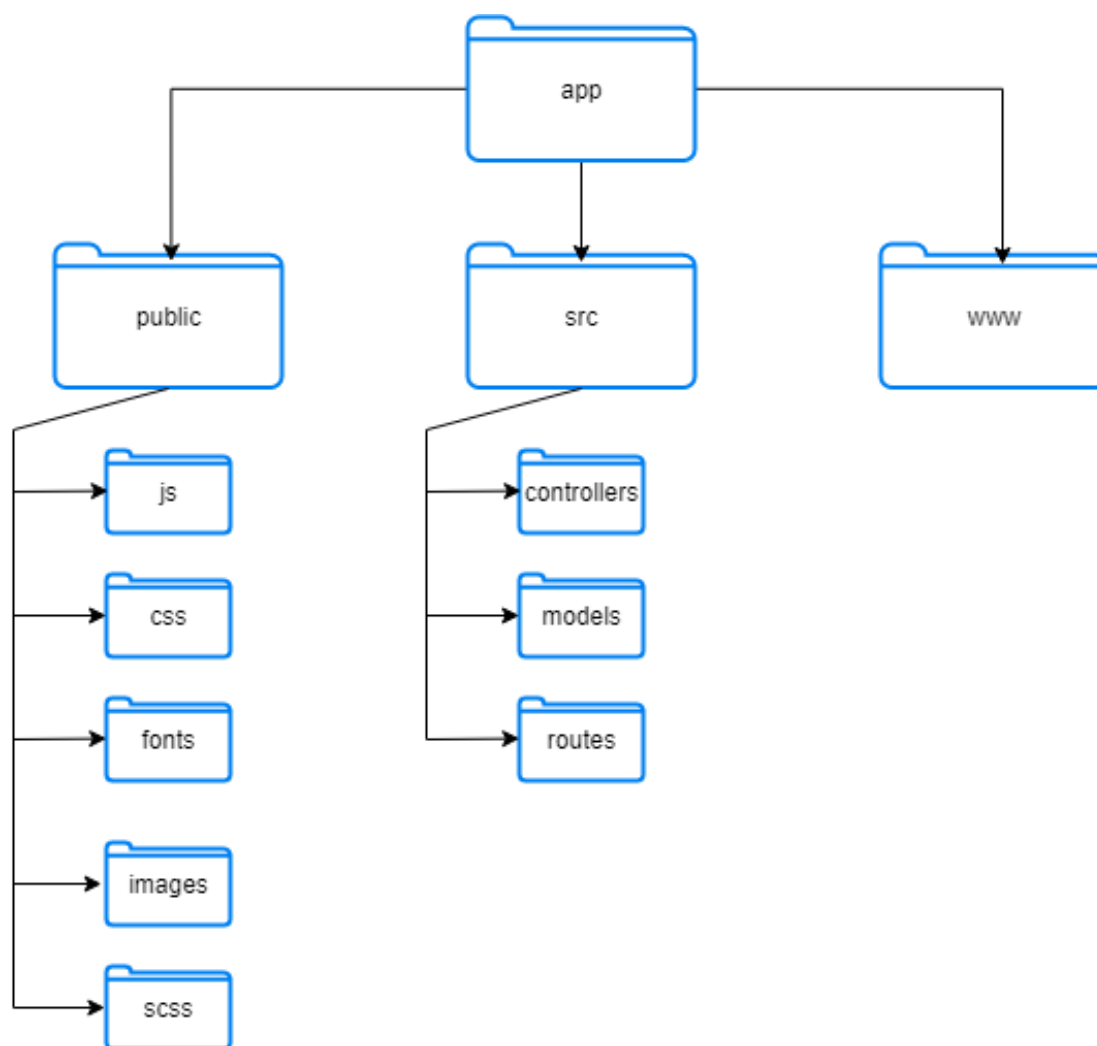 app
public
src
www
js
controllers
css
models
fonts
routes
images
scss